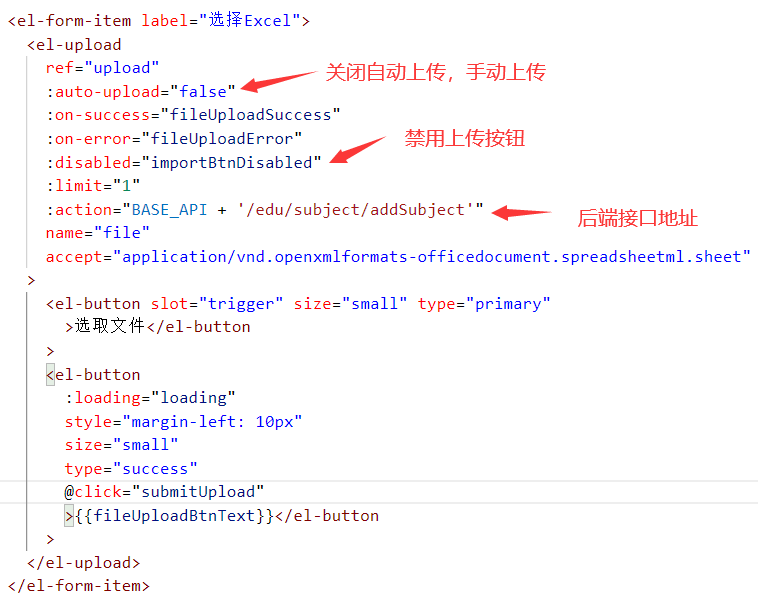 <el-form-item label="选择Excel">
<el-upload
ref="upload"
关闭自动上传，手动上传
:auto-upload="false"
:on-success="fileUploadSuccess"
:on-error="fileUploadError"
禁用上传按钮
:disabled="importBtnDisabled"
:limit="1"
:action="BASE_API + '/edu/subject/addSubject'"
后端接口地址
name="file"
accept="application/vnd.openxmlformats-officedocument.spreadsheetml.sheet"
>
<el-button slot="trigger" size="small" type="primary"
>选取文件</el-button
>
<el-button
:loading="loading"
style="margin-left: 10px"
size="small"
type="success"
@click="submitUpload"
>{{fileUploadBtnText}}</el-button
>
</el-upload>
</el-form-item>